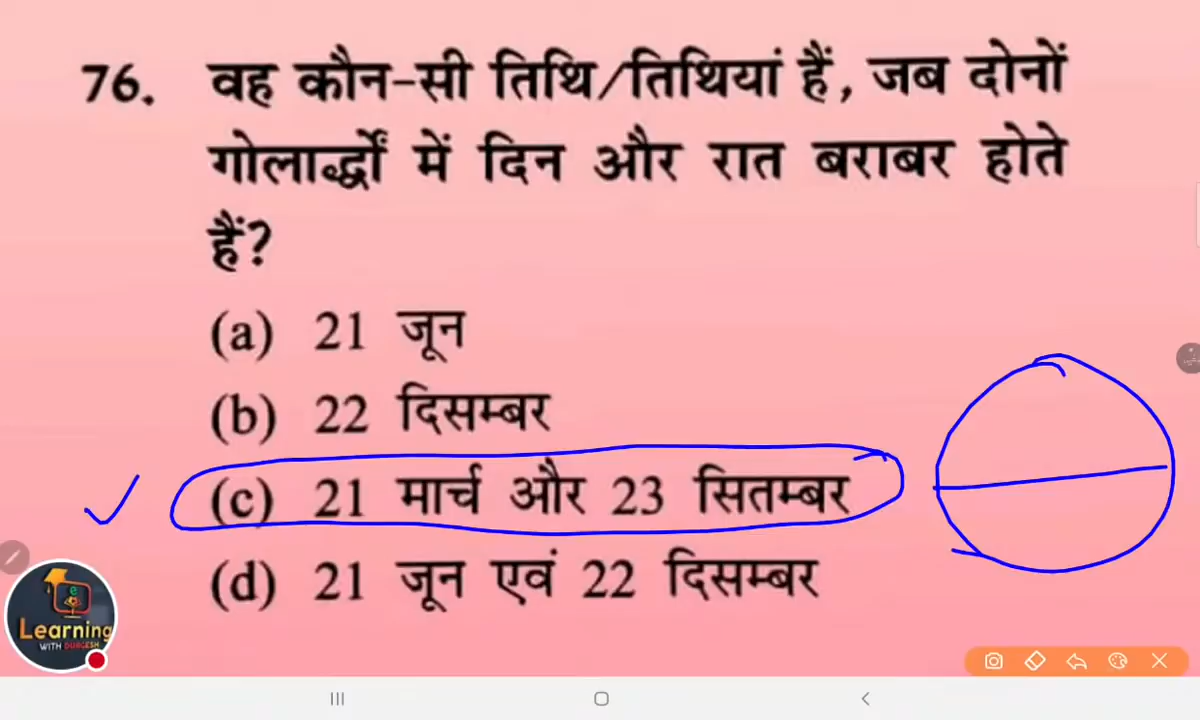 76. वह कौन-सी तिथि/तिथियां हैं, जब दोनों
गोलार्द्धों में दिन और रात बराबर होते
हैं?
(a) 21 जून
(b) 22 दिसम्बर
(c) 21 मार्च और 23 सितम्बर
(d) 21 जून एवं 22 दिसम्बर
e
Learning
WITH DURGESH